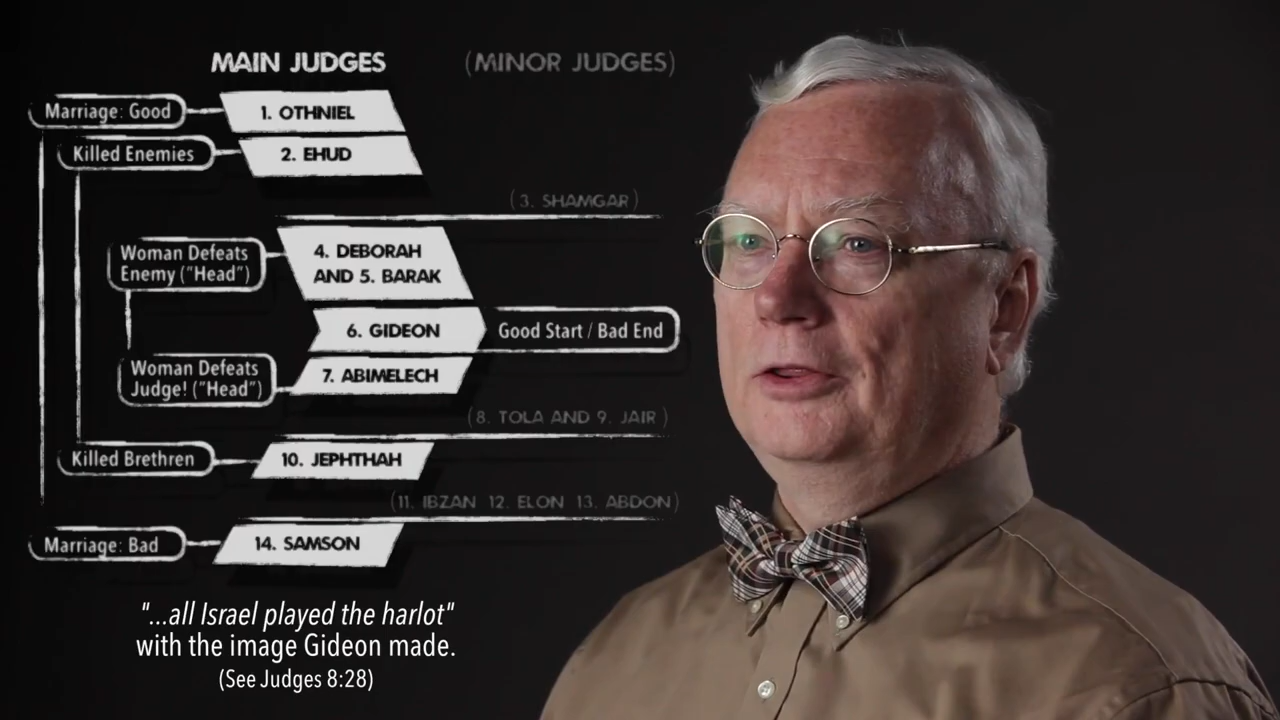 MAIN JUDGES
(MINOR JUDGES)
Marriage: Good
1. OTHNIEL
Killed Enemies
2. EHUD
(3. SHAMGAR)
Woman Defeats
Enemy ("Head")
4. DEBORAH
AND 5. BARAK
6. GIDEON
Good Start / Bad End
Woman Defeats
Judge! ("Head")
7. ABIMELECH
(8. TOLA AND 9. JAIR)
Killed Brethren
10. JEPHTHAH
(11. IBZAN 12. ELON 13. ABDON)
Marriage: Bad
14. SAMSON
"...all Israel played the harlot"
with the image Gideon made.
(See Judges 8:28)